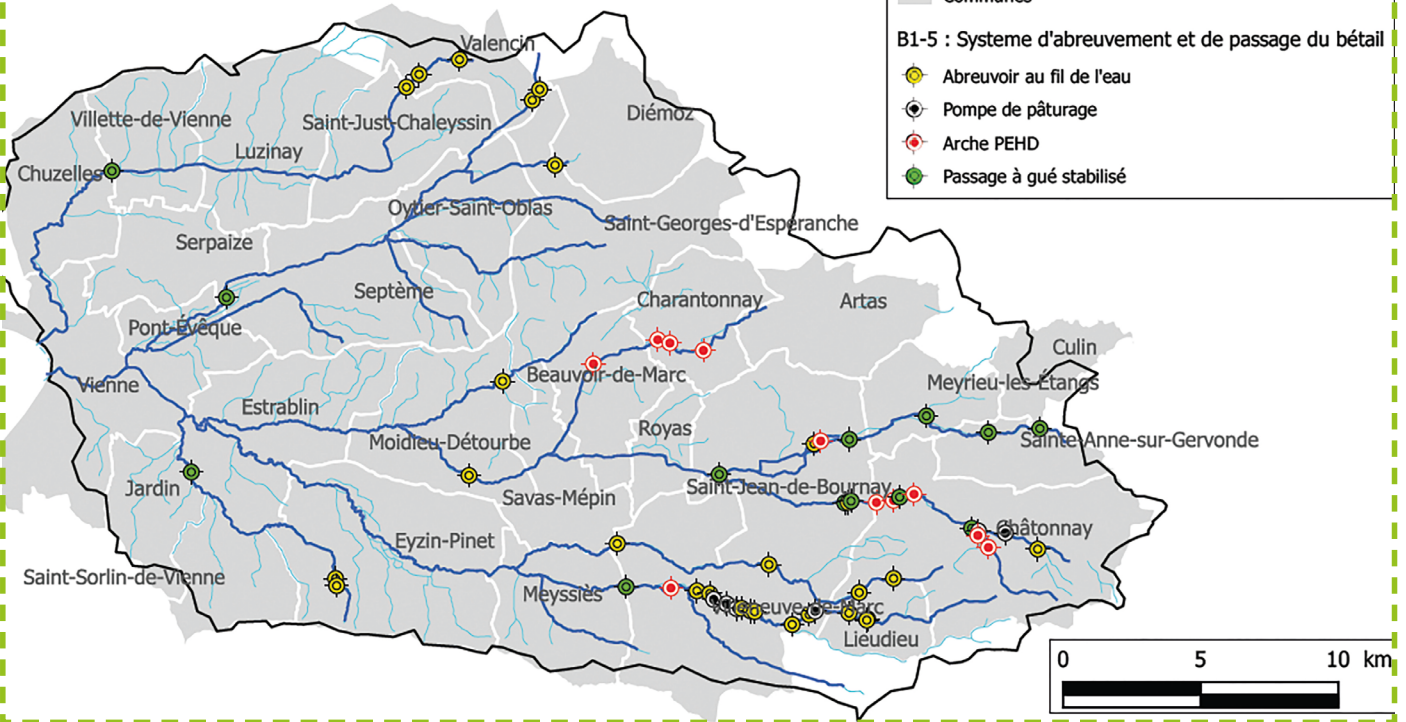 Communes
B1-5 : Systeme d'abreuvement et de passage du bétail
Abreuvoir au fil de l'eau
Pompe de pâturage
Arche PEHD
Passage à gué stabilisé
Valencin
Villette-de-Vienne
Saint-Just-Chaleyssin
Diémoz
Luzinay
Chuzelles
Oytier-Saint-Oblas
Saint-Georges-d'Espéranche
Serpaize
Septème
Charantonnay
Artas
Pont-Évêque
Culin
Vienne
Beauvoir-de-Marc
Meyrieu-les-Étangs
Estrablin
Moidieu-Détourbe
Royas
Sainte-Anne-sur-Gervonde
Jardin
Savas-Mépin
Saint-Jean-de-Bournay
Châtonnay
Eyzin-Pinet
Saint-Sorlin-de-Vienne
Meyssiès
Villeneuve-de-Marc
Lieudieu
0 5 10 km